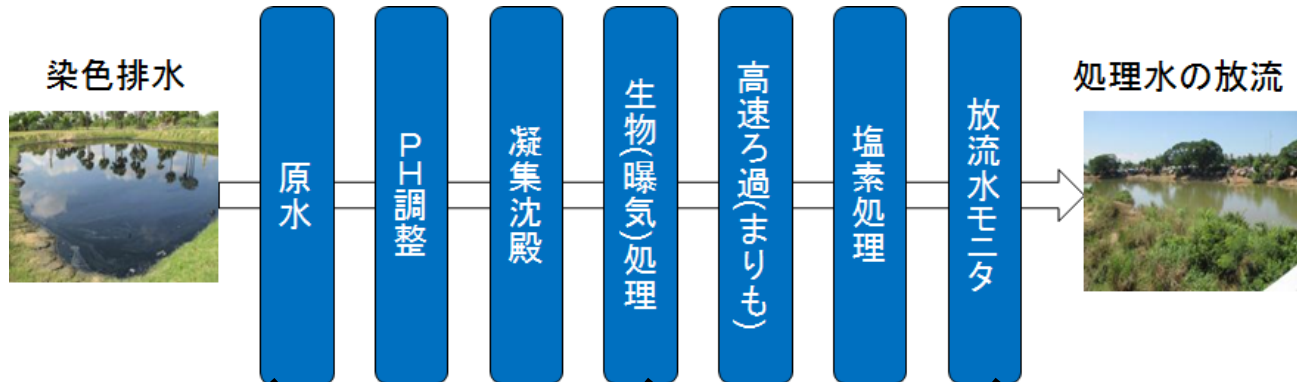 染色排水
原水
ＰＨ調整
凝集沈殿
生物(曝気)処理
高速ろ過(まりも)
塩素処理
放流水モニタ
処理水の放流